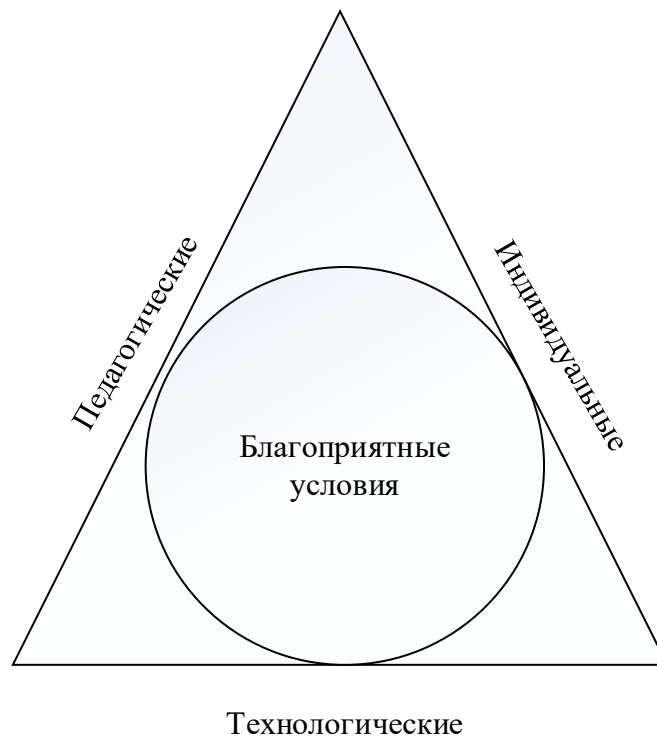 Педагогические
Индивидуальные
Благоприятные
условия
Технологические